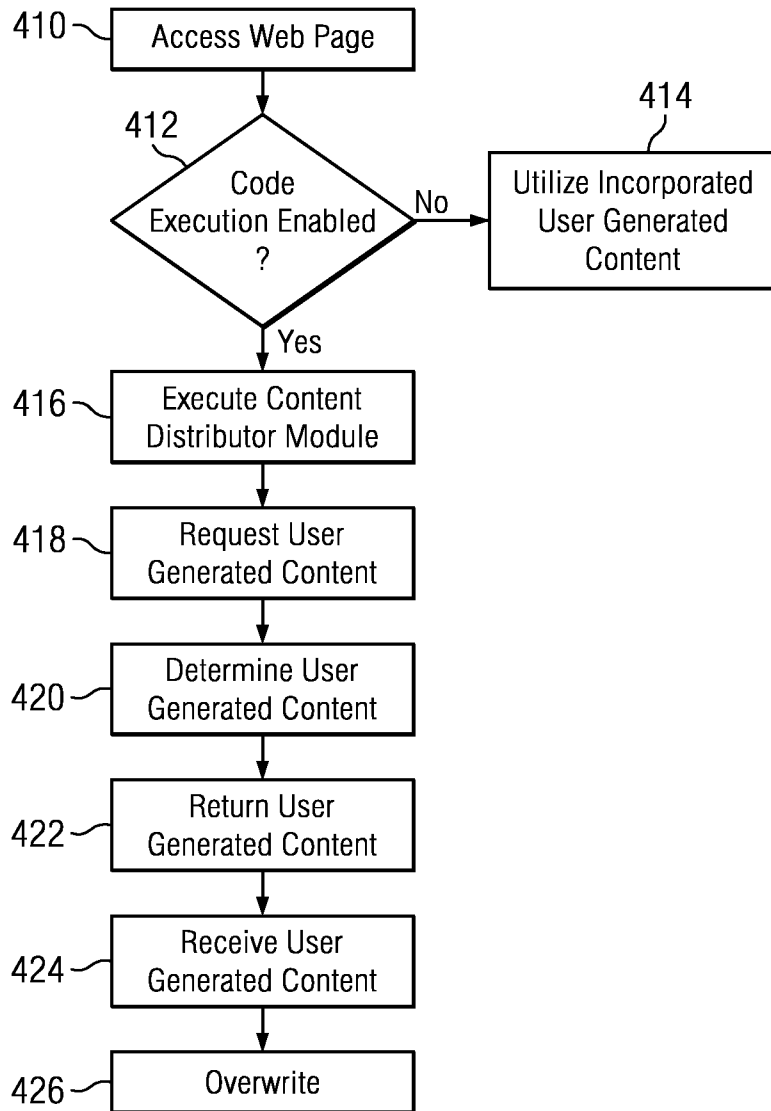 410
Access Web Page
412
Code
Execution Enabled
?
No
414
Utilize Incorporated
User Generated
Content
Yes
416
Execute Content
Distributor Module
418
Request User
Generated Content
420
Determine User
Generated Content
422
Return User
Generated Content
424
Receive User
Generated Content
426
Overwrite